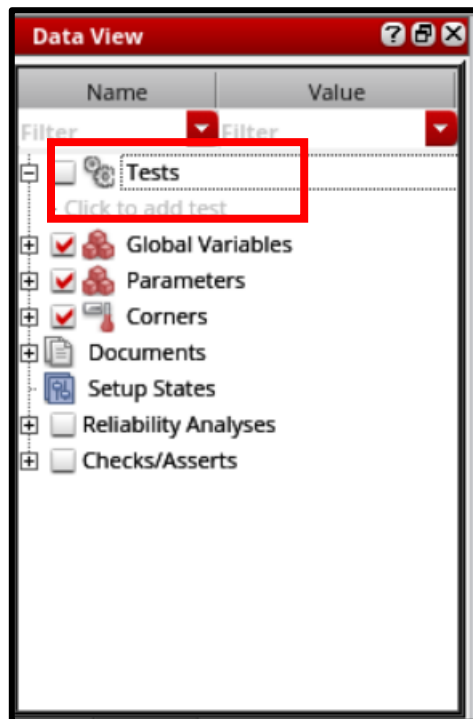 Data View
Name Value
Filter Filter
Tests
Click to add test
Global Variables
Parameters
Corners
Documents
Setup States
Reliability Analyses
Checks/Asserts